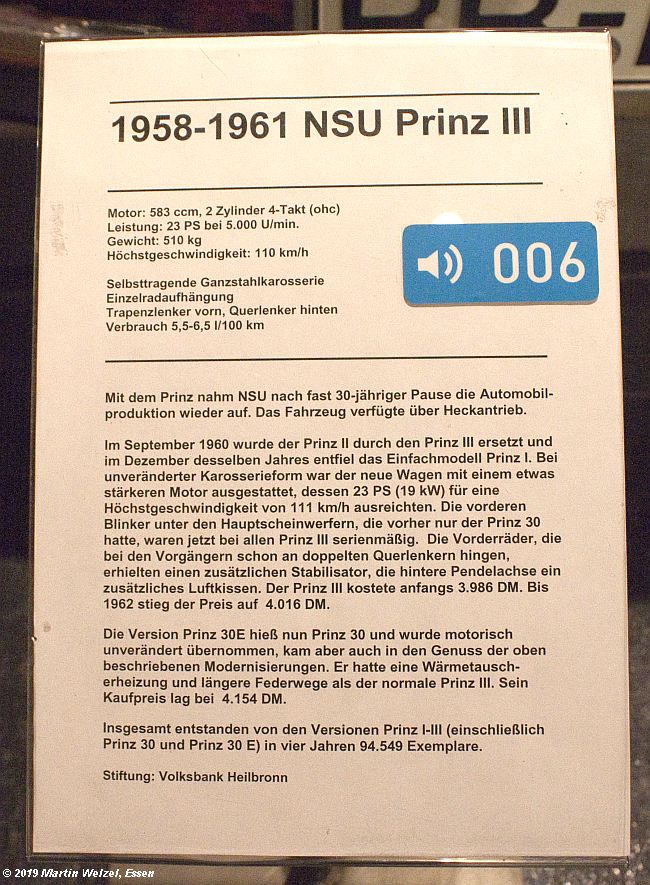 1958-1961 NSU Prinz III
Motor: 583 ccm, 2 Zylinder 4-Takt (ohc)
Leistung: 23 PS bei 5.000 U/min.
Gewicht: 510 kg
Höchstgeschwindigkeit: 110 km/h
006
Selbsttragende Ganzstahlkarosserie
Einzelradaufhängung
Trapenzlenker vorn, Querlenker hinten
Verbrauch 5,5-6,5 l/100 km
Mit dem Prinz nahm NSU nach fast 30-jähriger Pause die Automobil-
produktion wieder auf. Das Fahrzeug verfügte über Heckantrieb.
Im September 1960 wurde der Prinz II durch den Prinz III ersetzt und
im Dezember desselben Jahres entfiel das Einfachmodell Prinz I. Bei
unveränderter Karosserieform war der neue Wagen mit einem etwas
stärkeren Motor ausgestattet, dessen 23 PS (19 kW) für eine
Höchstgeschwindigkeit von 111 km/h ausreichten. Die vorderen
Blinker unter den Hauptscheinwerfern, die vorher nur der Prinz 30
hatte, waren jetzt bei allen Prinz III serienmäßig. Die Vorderräder, die
bei den Vorgängern schon an doppelten Querlenkern hingen,
erhielten einen zusätzlichen Stabilisator, die hintere Pendelachse ein
zusätzliches Luftkissen. Der Prinz III kostete anfangs 3.986 DM. Bis
1962 stieg der Preis auf 4.016 DM.
Die Version Prinz 30E hieß nun Prinz 30 und wurde motorisch
unverändert übernommen, kam aber auch in den Genuss der oben
beschriebenen Modernisierungen. Er hatte eine Wärmetausch-
erheizung und längere Federwege als der normale Prinz III. Sein
Kaufpreis lag bei 4.154 DM.
Insgesamt entstanden von den Versionen Prinz I-III (einschließlich
Prinz 30 und Prinz 30 E) in vier Jahren 94.549 Exemplare.
Stiftung: Volksbank Heilbronn
© 2019 Martin Welzel, Essen